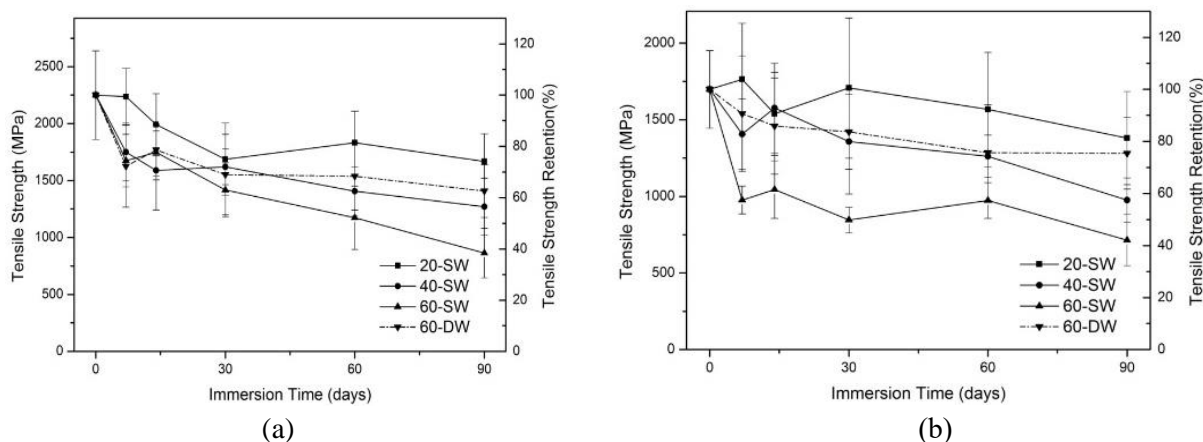 2500
2000
1500
1000
500
0
Tensile Strength (MPa)
120
100
80
60
40
20
0
Tensile Strength Retention(%)
20-SW
40-SW
60-SW
60-DW
0
30
60
90
Immersion Time (days)
(a)
2000
1500
1000
500
0
Tensile Strength (MPa)
120
100
80
60
40
20
0
Tensile Strength Retention(%)
20-SW
40-SW
60-SW
60-DW
0
30
60
90
Immersion Time (days)
(b)